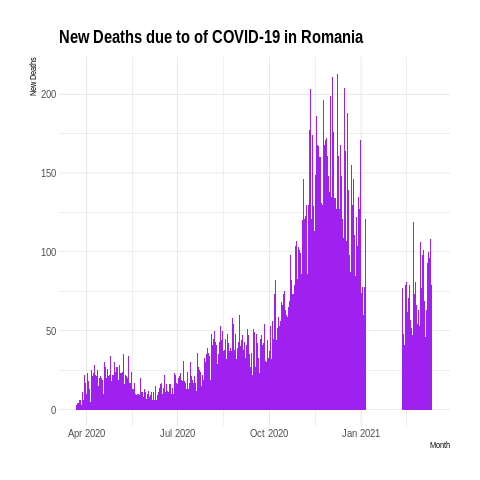 New Deaths due to of COVID-19 in Romania
New Deaths
200
150
100
50
0
Apr 2020 Jul 2020 Oct 2020 Jan 2021
Month